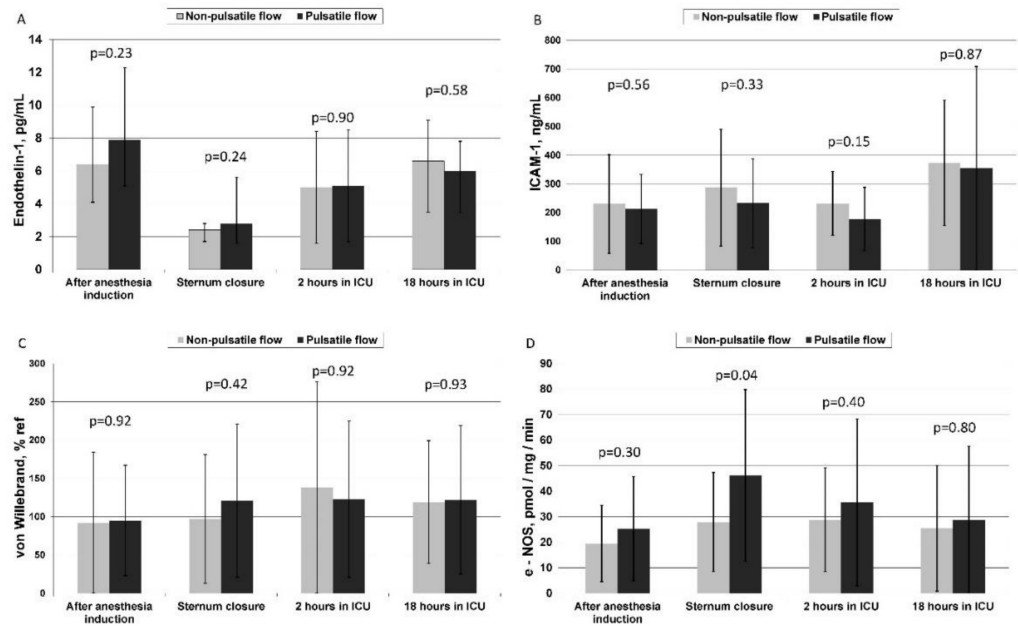 A
Non-pulsatile flow
Pulsatile flow
Endothelin-1, pg/mL
14
12
10
8
6
4
2
0
p=0.23
p=0.24
p=0.90
p=0.58
After anesthesia
induction
Sternum closure
2 hours in ICU
18 hours in ICU
B
Non-pulsatile flow
Pulsatile flow
ICAM-1, ng/mL
800
700
600
500
400
300
200
100
0
p=0.56
p=0.33
p=0.15
p=0.87
After anesthesia
induction
Sternum closure
2 hours in ICU
18 hours in ICU
C
Non-pulsatile flow
Pulsatile flow
von Willebrand, % ref
300
250
200
150
100
50
0
p=0.92
p=0.42
p=0.92
p=0.93
After anesthesia
induction
Sternum closure
2 hours in ICU
18 hours in ICU
D
Non-pulsatile flow
Pulsatile flow
e - NOS, pmol / mg / min
90
80
70
60
50
40
30
20
10
0
p=0.30
p=0.04
p=0.40
p=0.80
After anesthesia
induction
Sternum closure
2 hours in ICU
18 hours in ICU